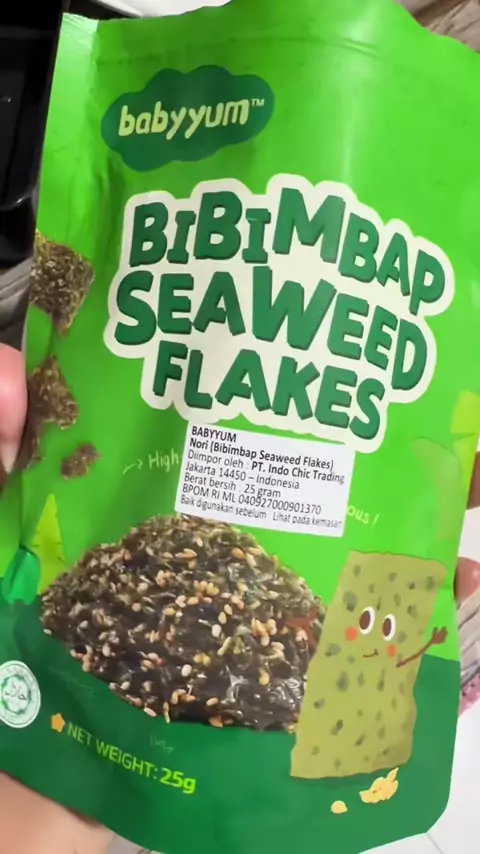 babyyum™
BIBIMBAP
SEAWEED
FLAKES
BABYYUM
Nori (Bibimbap Seaweed Flakes)
Diimpor oleh : PT. Indo Chic Trading
Jakarta 14450 – Indonesia
Berat bersih : 25 gram
BPOM RI ML 040927000901370
Baik digunakan sebelum : Lihat pada kemasan
High
NET WEIGHT: 25g